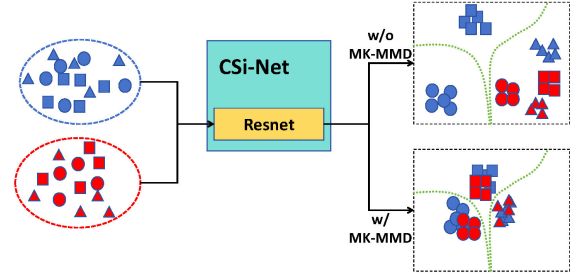 CSi-Net
Resnet
w/o
MK-MMD
w/
MK-MMD